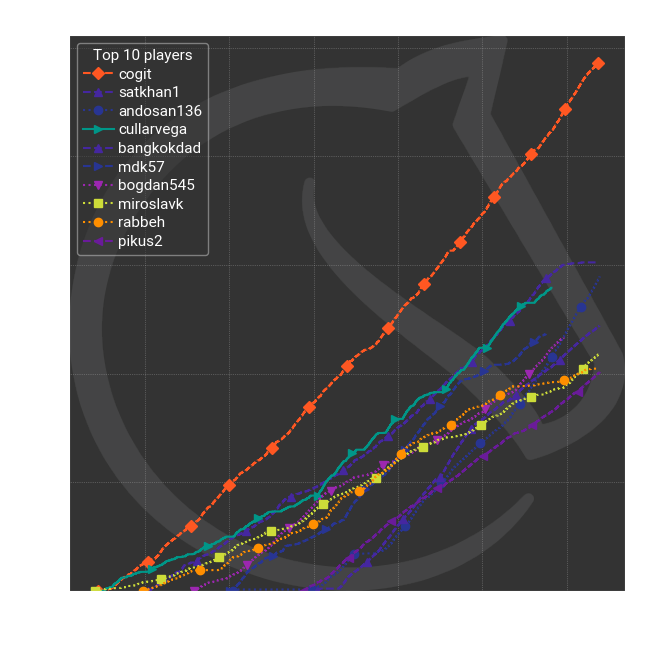 Top 10 players
cogit
satkhan1
andosan136
cullarvega
bangkokdad
mdk57
bogdan545
miroslavk
rabbeh
pikus2